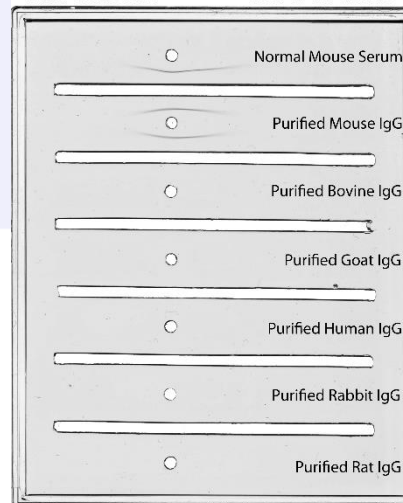 Normal Mouse Serum
Purified Mouse IgG
Purified Bovine IgG
Purified Goat IgG
Purified Human IgG
Purified Rabbit IgG
Purified Rat IgG